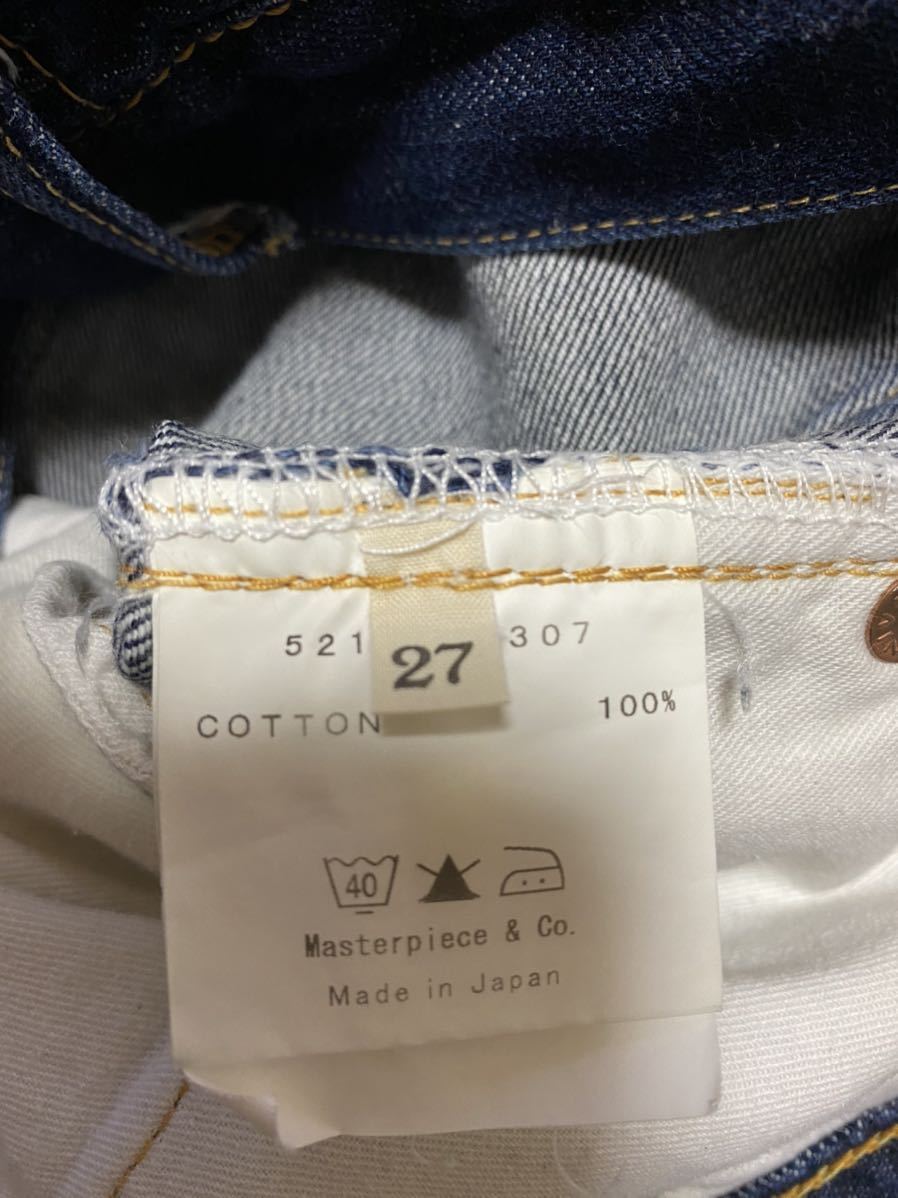 521 307
27
COTTON 100%
40
Masterpiece & Co.
Made in Japan